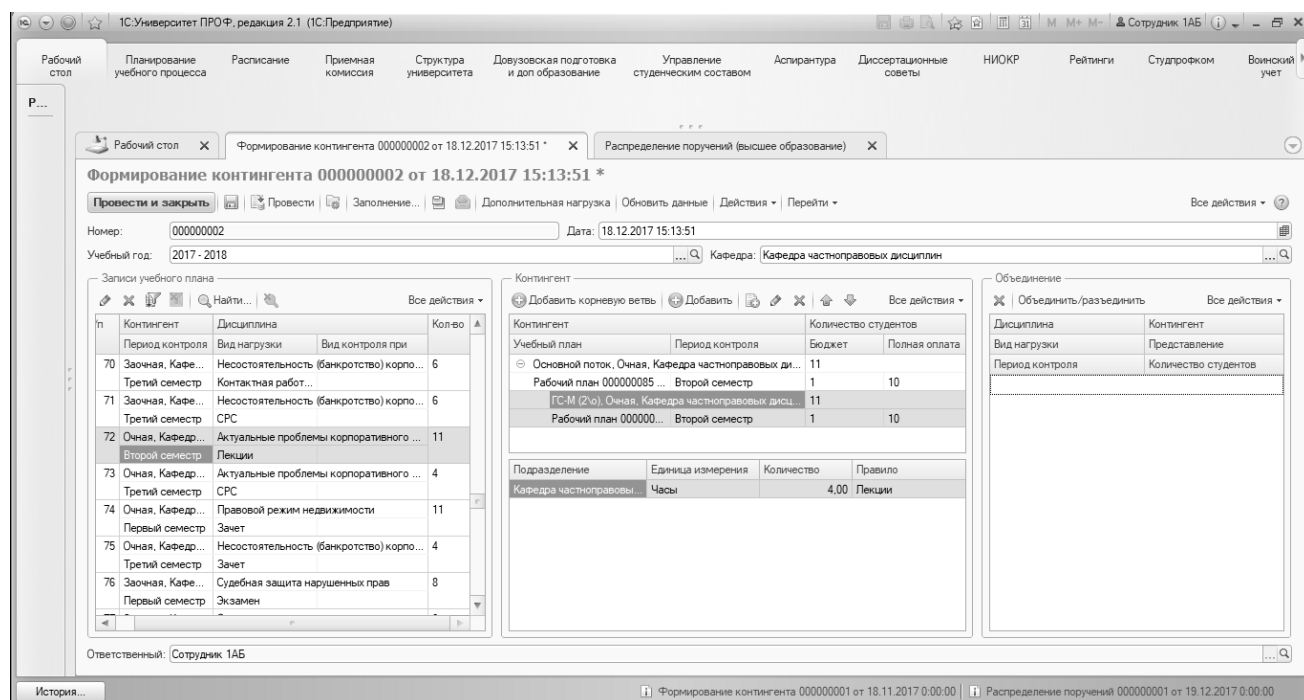 1С:Университет ПРОФ, редакция 2.1 (1С:Предприятие)
M M+ M- Сотрудник 1АБ
Рабочий стол
Планирование учебного процесса
Расписание
Приемная комиссия
Структура университета
Довузовская подготовка и доп образование
Управление студенческим составом
Аспирантура
Диссертационные советы
НИОКР
Рейтинги
Студпрофком
Воинский учет
Р...
Рабочий стол
Формирование контингента 000000002 от 18.12.2017 15:13:51 *
Распределение поручений (высшее образование)
Формирование контингента 000000002 от 18.12.2017 15:13:51 *
Провести и закрыть Провести Заполнение... Дополнительная нагрузка Обновить данные Действия Перейти Все действия
Номер: 000000002 Дата: 18.12.2017 15:13:51
Учебный год: 2017 - 2018 ... Кафедра: Кафедра частноправовых дисциплин ...
Записи учебного плана
Найти... Все действия
Контингент Дисциплина Кол-во
Период контроля Вид нагрузки Вид контроля при
70 Заочная, Кафе... Несостоятельность (банкротство) корпо... 6
Третий семестр Контактная работ...
71 Заочная, Кафе... Несостоятельность (банкротство) корпо... 6
Третий семестр СРС
72 Очная, Кафедр... Актуальные проблемы корпоративного ... 11
Второй семестр Лекции
73 Очная, Кафедр... Актуальные проблемы корпоративного ... 4
Третий семестр СРС
74 Очная, Кафедр... Правовой режим недвижимости 11
Первый семестр Зачет
75 Очная, Кафедр... Несостоятельность (банкротство) корпо... 4
Третий семестр Зачет
76 Заочная, Кафе... Судебная защита нарушенных прав 8
Первый семестр Экзамен
Контингент
Добавить корневую ветвь Добавить Все действия
Контингент Количество студентов
Учебный план Период контроля Бюджет Полная оплата
Основной поток, Очная, Кафедра частноправовых ди... 11
Рабочий план 000000085 ... Второй семестр 1 10
ГС-М (2\о), Очная, Кафедра частноправовых дисц... 11
Рабочий план 000000... Второй семестр 1 10
Подразделение Единица измерения Количество Правило
Кафедра частноправовы... Часы 4,00 Лекции
Объединение
Объединить/разъединить Все действия
Дисциплина Контингент
Вид нагрузки Представление
Период контроля Количество студентов
Ответственный: Сотрудник 1АБ ...
История...
Формирование контингента 000000001 от 18.11.2017 0:00:00
Распределение поручений 000000001 от 19.12.2017 0:00:00